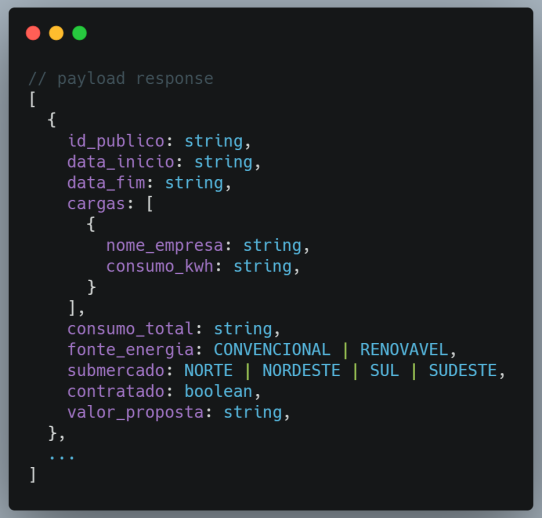 // payload response
[
  {
    id_publico: string,
    data_inicio: string,
    data_fim: string,
    cargas: [
      {
        nome_empresa: string,
        consumo_kwh: string,
      }
    ],
    consumo_total: string,
    fonte_energia: CONVENCIONAL | RENOVAVEL,
    submercado: NORTE | NORDESTE | SUL | SUDESTE,
    contratado: boolean,
    valor_proposta: string,
  },
  ...
]